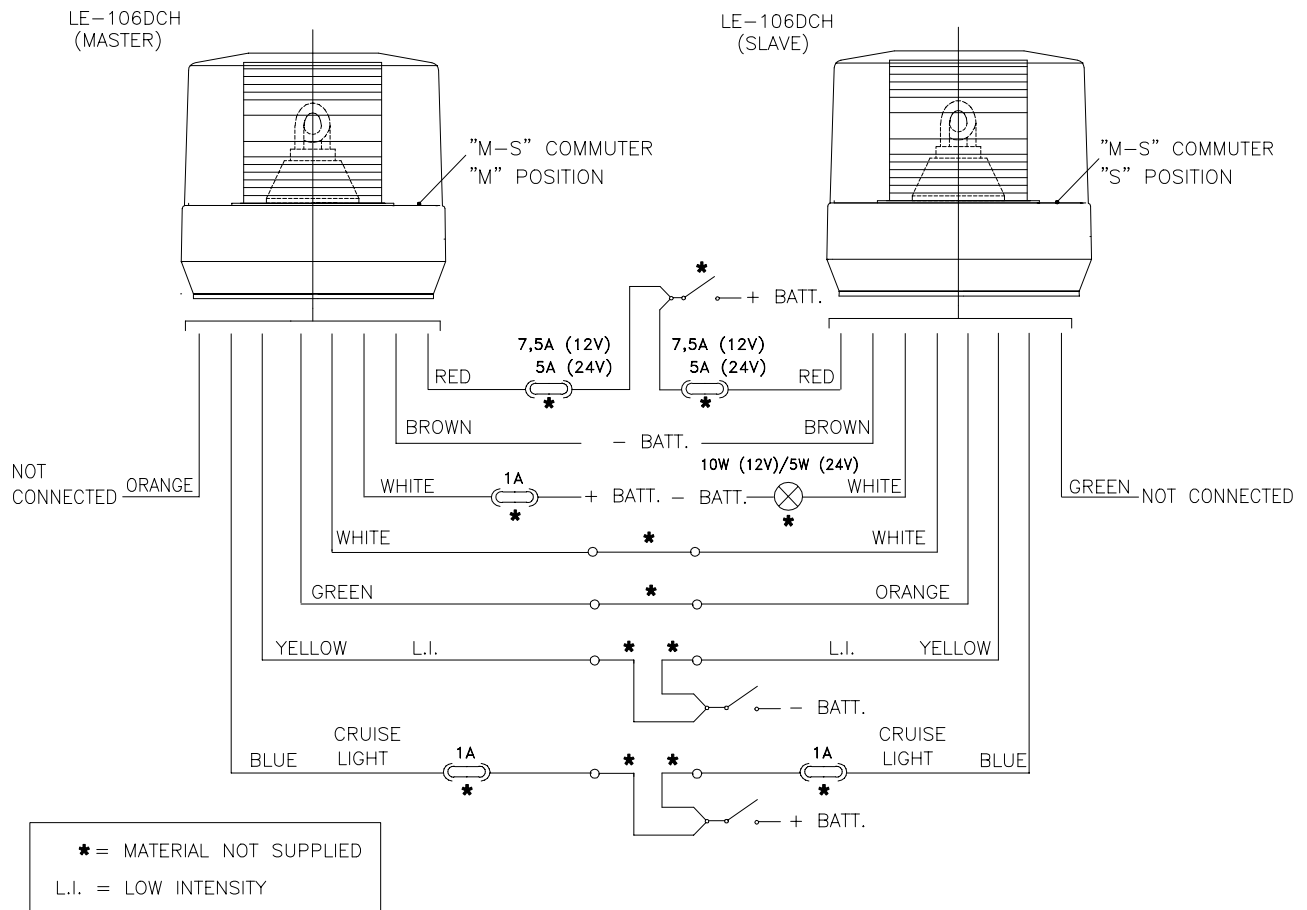 LE-106DCH
(MASTER)
LE-106DCH
(SLAVE)
"M-S" COMMUTER
"M" POSITION
"M-S" COMMUTER
"S" POSITION
*
+ BATT.
7,5A (12V)
5A (24V)
7,5A (12V)
5A (24V)
RED
*
*
RED
BROWN
- BATT.
BROWN
NOT
CONNECTED
ORANGE
WHITE
1A
*
+ BATT.
- BATT.
10W (12V)/5W (24V)
*
WHITE
GREEN
NOT CONNECTED
WHITE
*
WHITE
GREEN
*
ORANGE
YELLOW
L.I.
*
*
L.I.
YELLOW
- BATT.
BLUE
CRUISE
LIGHT
1A
*
*
*
1A
*
CRUISE
LIGHT
BLUE
+ BATT.
* = MATERIAL NOT SUPPLIED
L.I. = LOW INTENSITY